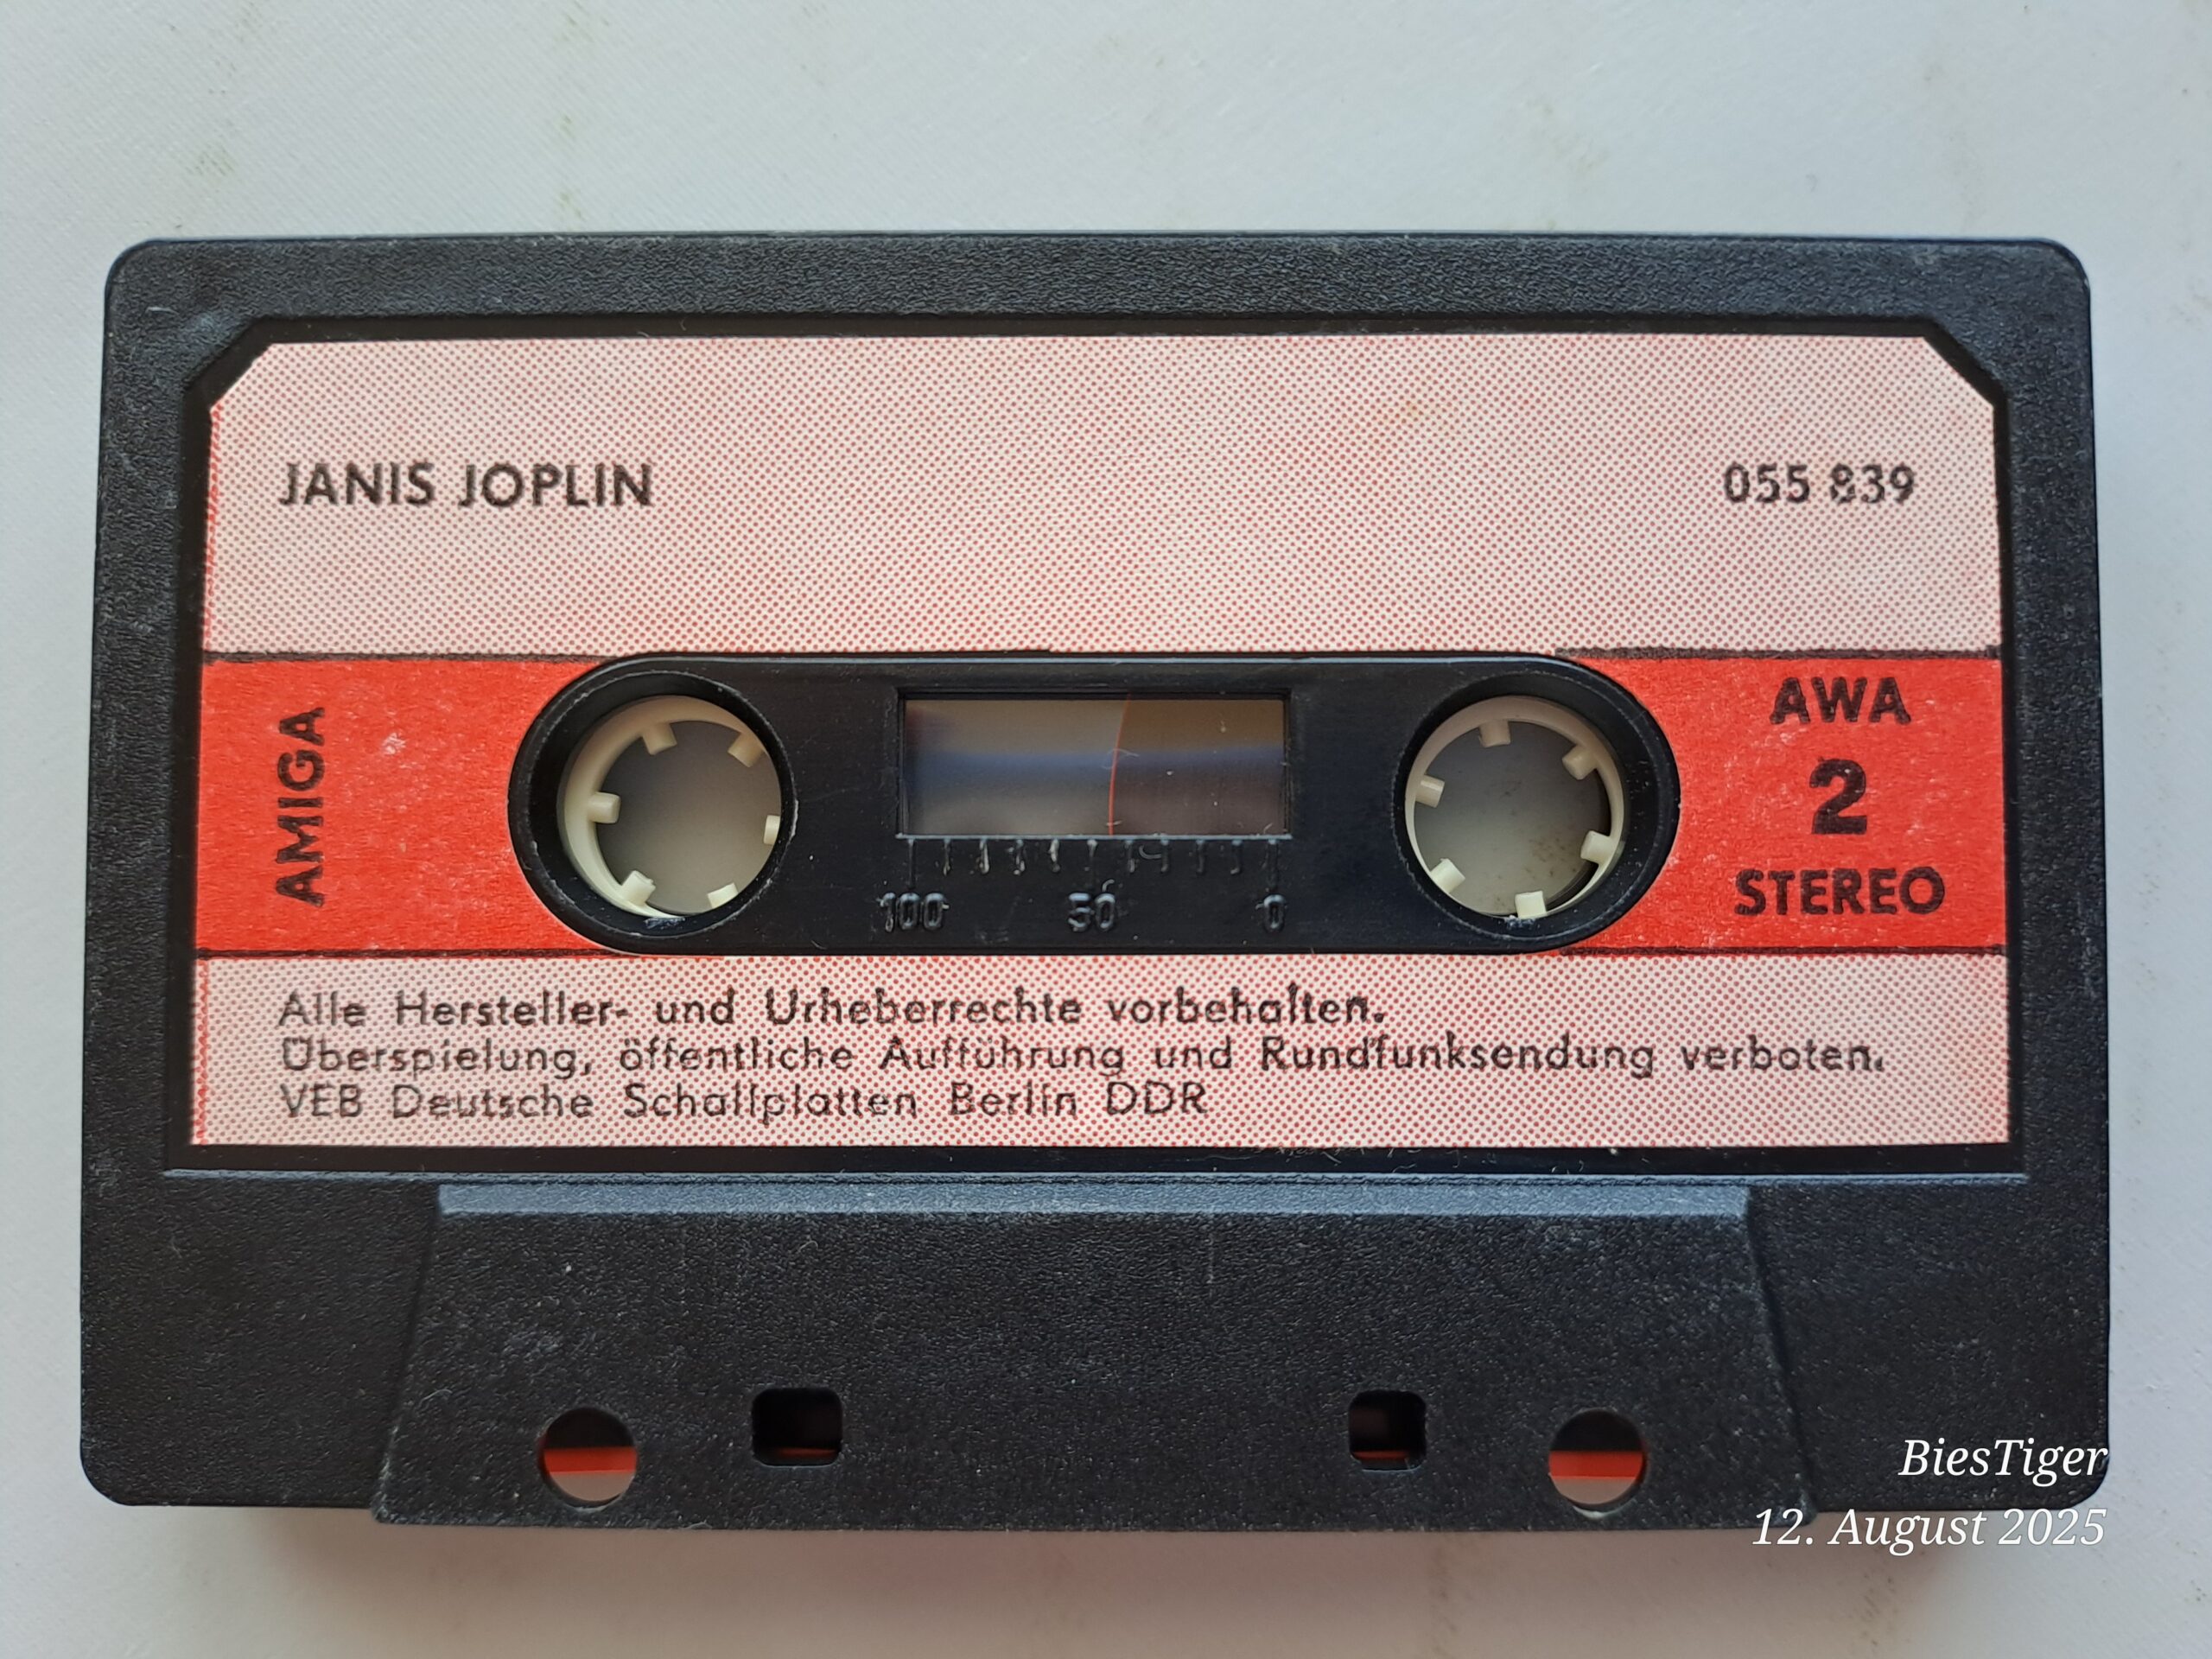 JANIS JOPLIN
055 839
AMIGA
AWA
2
STEREO
100 50 0
Alle Hersteller- und Urheberrechte vorbehalten.
Überspielung, öffentliche Aufführung und Rundfunksendung verboten.
VEB Deutsche Schallplatten Berlin DDR
BiesTiger
12. August 2025